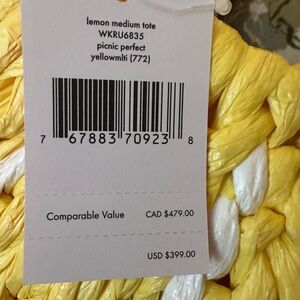 lemon medium tote
WKRU6835
picnic perfect
yellowmlti (772)
7 67883 70923 8
Comparable Value CAD $479.00
USD $399.00